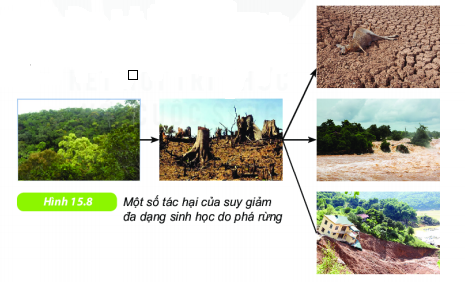 Hình 15.8
Một số tác hại của suy giảm
đa dạng sinh học do phá rừng